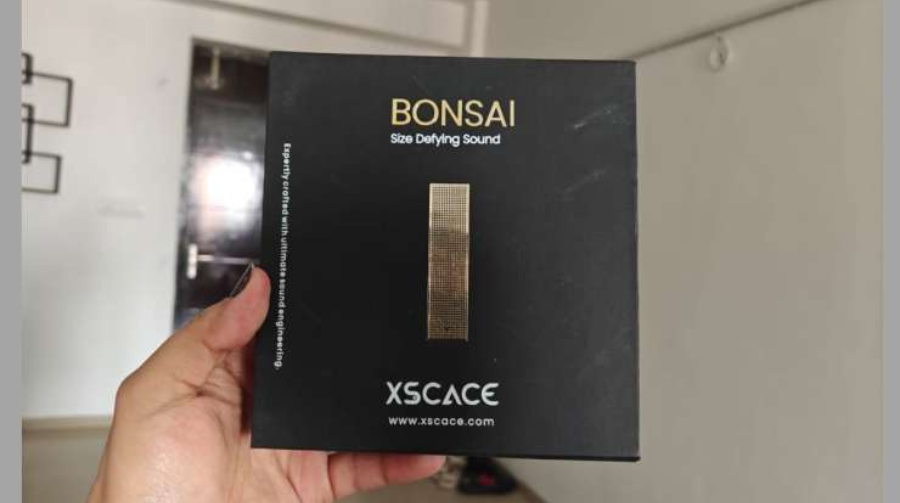 BONSAI
Size Defying Sound
Expertly crafted with ultimate sound engineering.
XSCACE
www.xscace.com